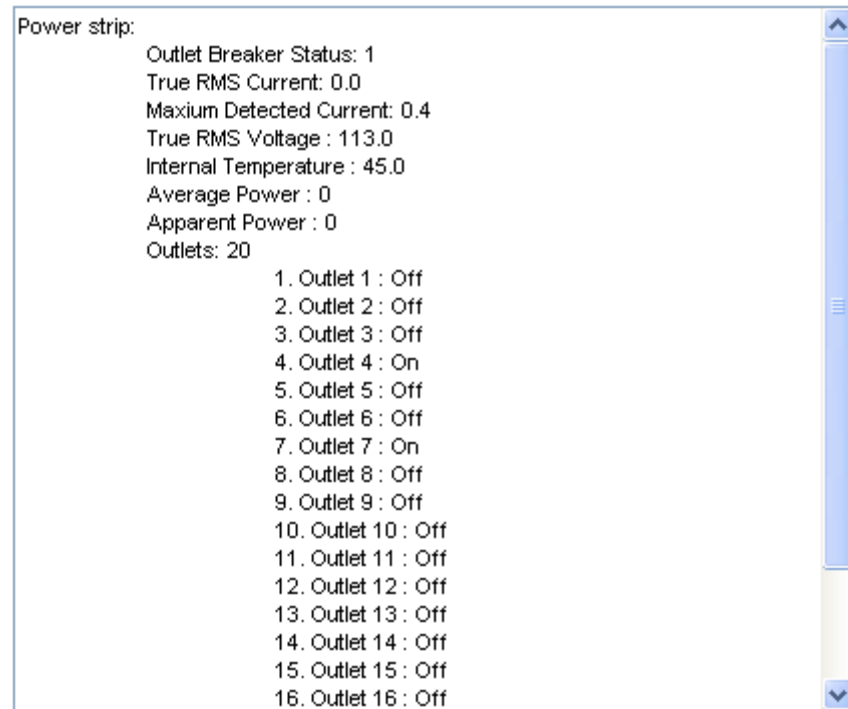 Power strip:
Outlet Breaker Status: 1
True RMS Current: 0.0
Maxium Detected Current: 0.4
True RMS Voltage : 113.0
Internal Temperature : 45.0
Average Power : 0
Apparent Power : 0
Outlets: 20
1. Outlet 1 : Off
2. Outlet 2 : Off
3. Outlet 3 : Off
4. Outlet 4 : On
5. Outlet 5 : Off
6. Outlet 6 : Off
7. Outlet 7 : On
8. Outlet 8 : Off
9. Outlet 9 : Off
10. Outlet 10 : Off
11. Outlet 11 : Off
12. Outlet 12 : Off
13. Outlet 13 : Off
14. Outlet 14 : Off
15. Outlet 15 : Off
16. Outlet 16 : Off